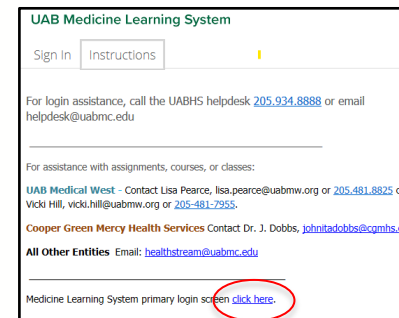 UAB Medicine Learning System
Sign In Instructions
For login assistance, call the UABHS helpdesk 205.934.8888 or email
helpdesk@uabmc.edu
For assistance with assignments, courses, or classes:
UAB Medical West - Contact Lisa Pearce, lisa.pearce@uabmw.org or 205.481.8825 o
Vicki Hill, vicki.hill@uabmw.org or 205-481-7955.
Cooper Green Mercy Health Services Contact Dr. J. Dobbs, johnitadobbs@cgmhs.
All Other Entities Email: healthstream@uabmc.edu
Medicine Learning System primary login screen click here.